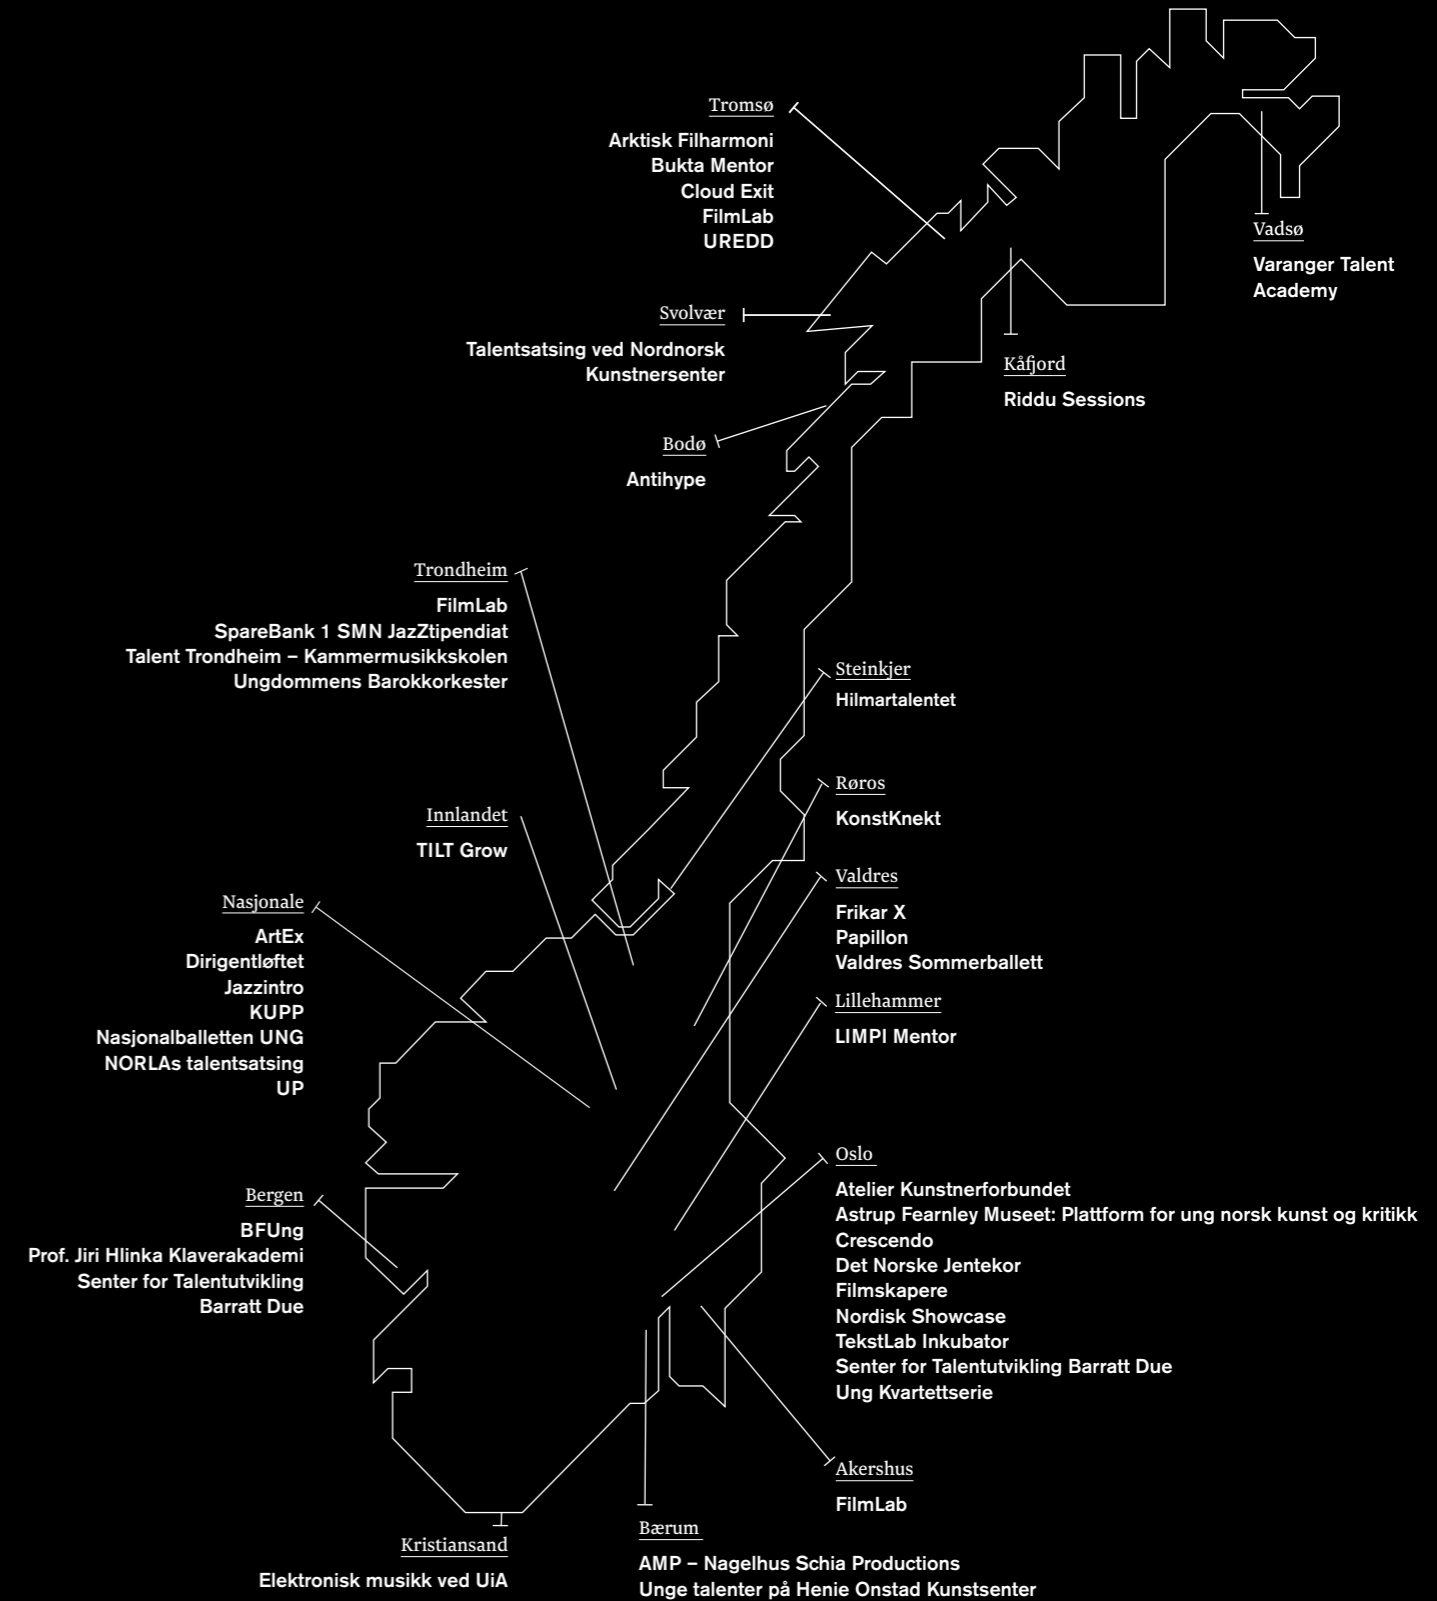 Tromsø
Arktisk Filharmoni
Bukta Mentor
Cloud Exit
FilmLab
UREDD
Vadsø
Varanger Talent
Academy
Svolvær
Talentsatsing ved Nordnorsk
Kunstnersenter
Kåfjord
Riddu Sessions
Bodø
Antihype
Trondheim
FilmLab
SpareBank 1 SMN JazZtipendiat
Talent Trondheim – Kammermusikkskolen
Ungdommens Barokkorkester
Steinkjer
Hilmartalentet
Røros
KonstKnekt
Innlandet
TILT Grow
Valdres
Frikar X
Papillon
Valdres Sommerballett
Nasjonale
ArtEx
Dirigentløftet
Jazzintro
KUPP
Nasjonalballetten UNG
NORLAs talentsatsing
UP
Lillehammer
LIMPI Mentor
Oslo
Atelier Kunstnerforbundet
Astrup Fearnley Museet: Plattform for ung norsk kunst og kritikk
Crescendo
Det Norske Jentekor
Filmskapere
Nordisk Showcase
TekstLab Inkubator
Senter for Talentutvikling Barratt Due
Ung Kvartettserie
Bergen
BFUng
Prof. Jiri Hlinka Klaverakademi
Senter for Talentutvikling
Barratt Due
Akershus
FilmLab
Kristiansand
Elektronisk musikk ved UiA
Bærum
AMP – Nagelhus Schia Productions
Unge talenter på Henie Onstad Kunstsenter